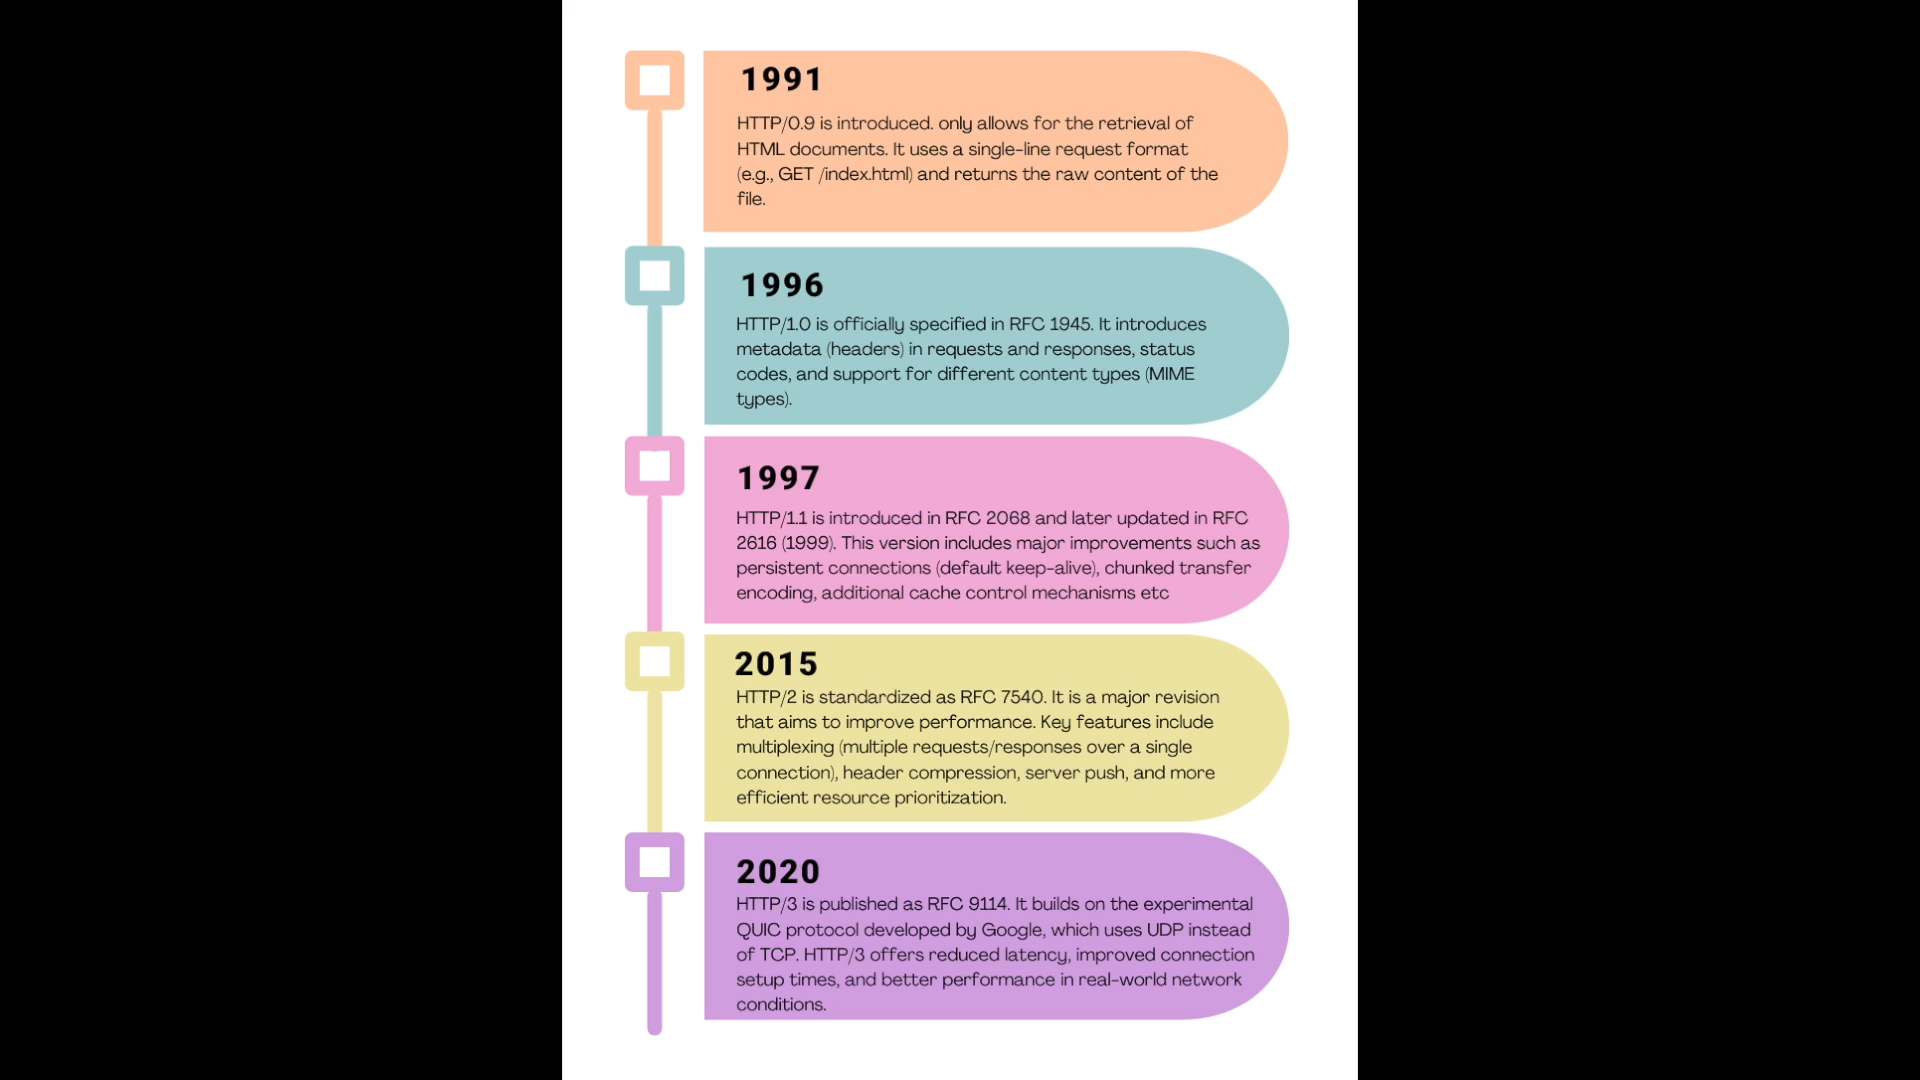 1991
HTTP/0.9 is introduced. only allows for the retrieval of
HTML documents. It uses a single-line request format
(e.g., GET /index.html) and returns the raw content of the
file.
1996
HTTP/1.0 is officially specified in RFC 1945. It introduces
metadata (headers) in requests and responses, status
codes, and support for different content types (MIME
types).
1997
HTTP/1.1 is introduced in RFC 2068 and later updated in RFC
2616 (1999). This version includes major improvements such as
persistent connections (default keep-alive), chunked transfer
encoding, additional cache control mechanisms etc
2015
HTTP/2 is standardized as RFC 7540. It is a major revision
that aims to improve performance. Key features include
multiplexing (multiple requests/responses over a single
connection), header compression, server push, and more
efficient resource prioritization.
2020
HTTP/3 is published as RFC 9114. It builds on the experimental
QUIC protocol developed by Google, which uses UDP instead
of TCP. HTTP/3 offers reduced latency, improved connection
setup times, and better performance in real-world network
conditions.